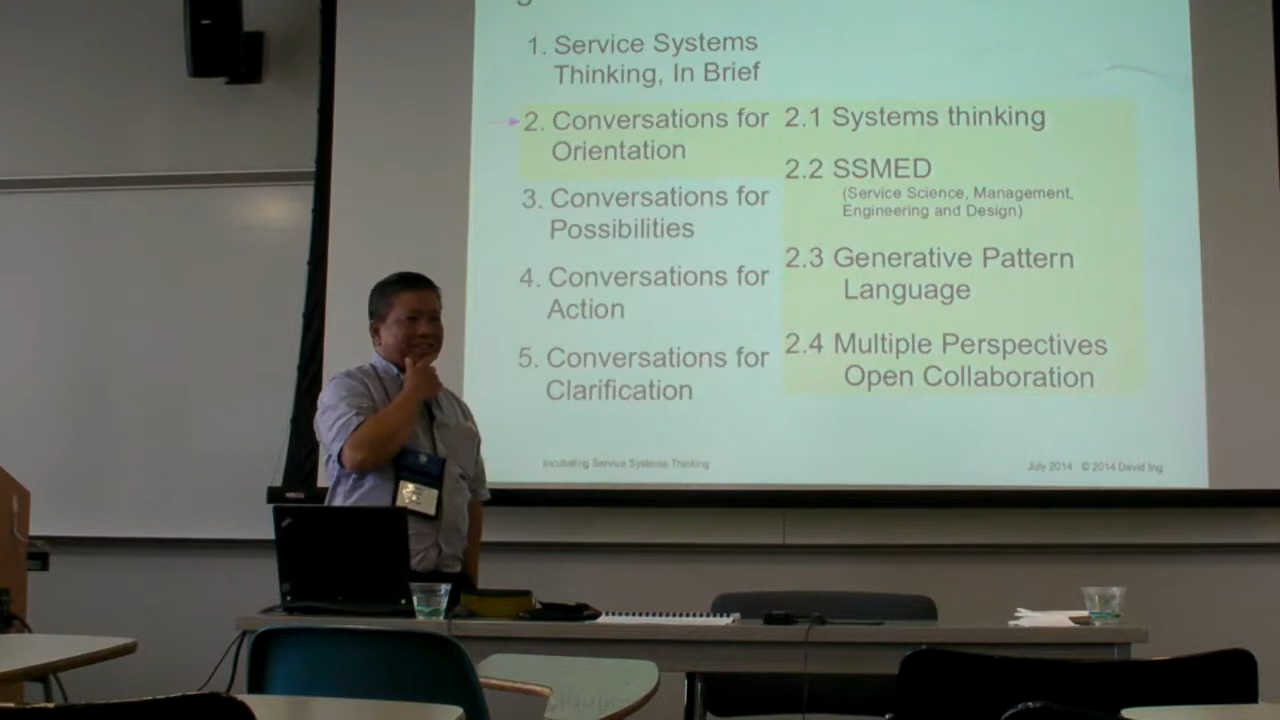 1. Service Systems
Thinking, In Brief
2. Conversations for
Orientation
3. Conversations for
Possibilities
4. Conversations for
Action
5. Conversations for
Clarification
2.1 Systems thinking
2.2 SSMED
(Service Science, Management,
Engineering and Design)
2.3 Generative Pattern
Language
2.4 Multiple Perspectives
Open Collaboration
Incubating Service Systems Thinking
July 2014 © 2014 David Ing